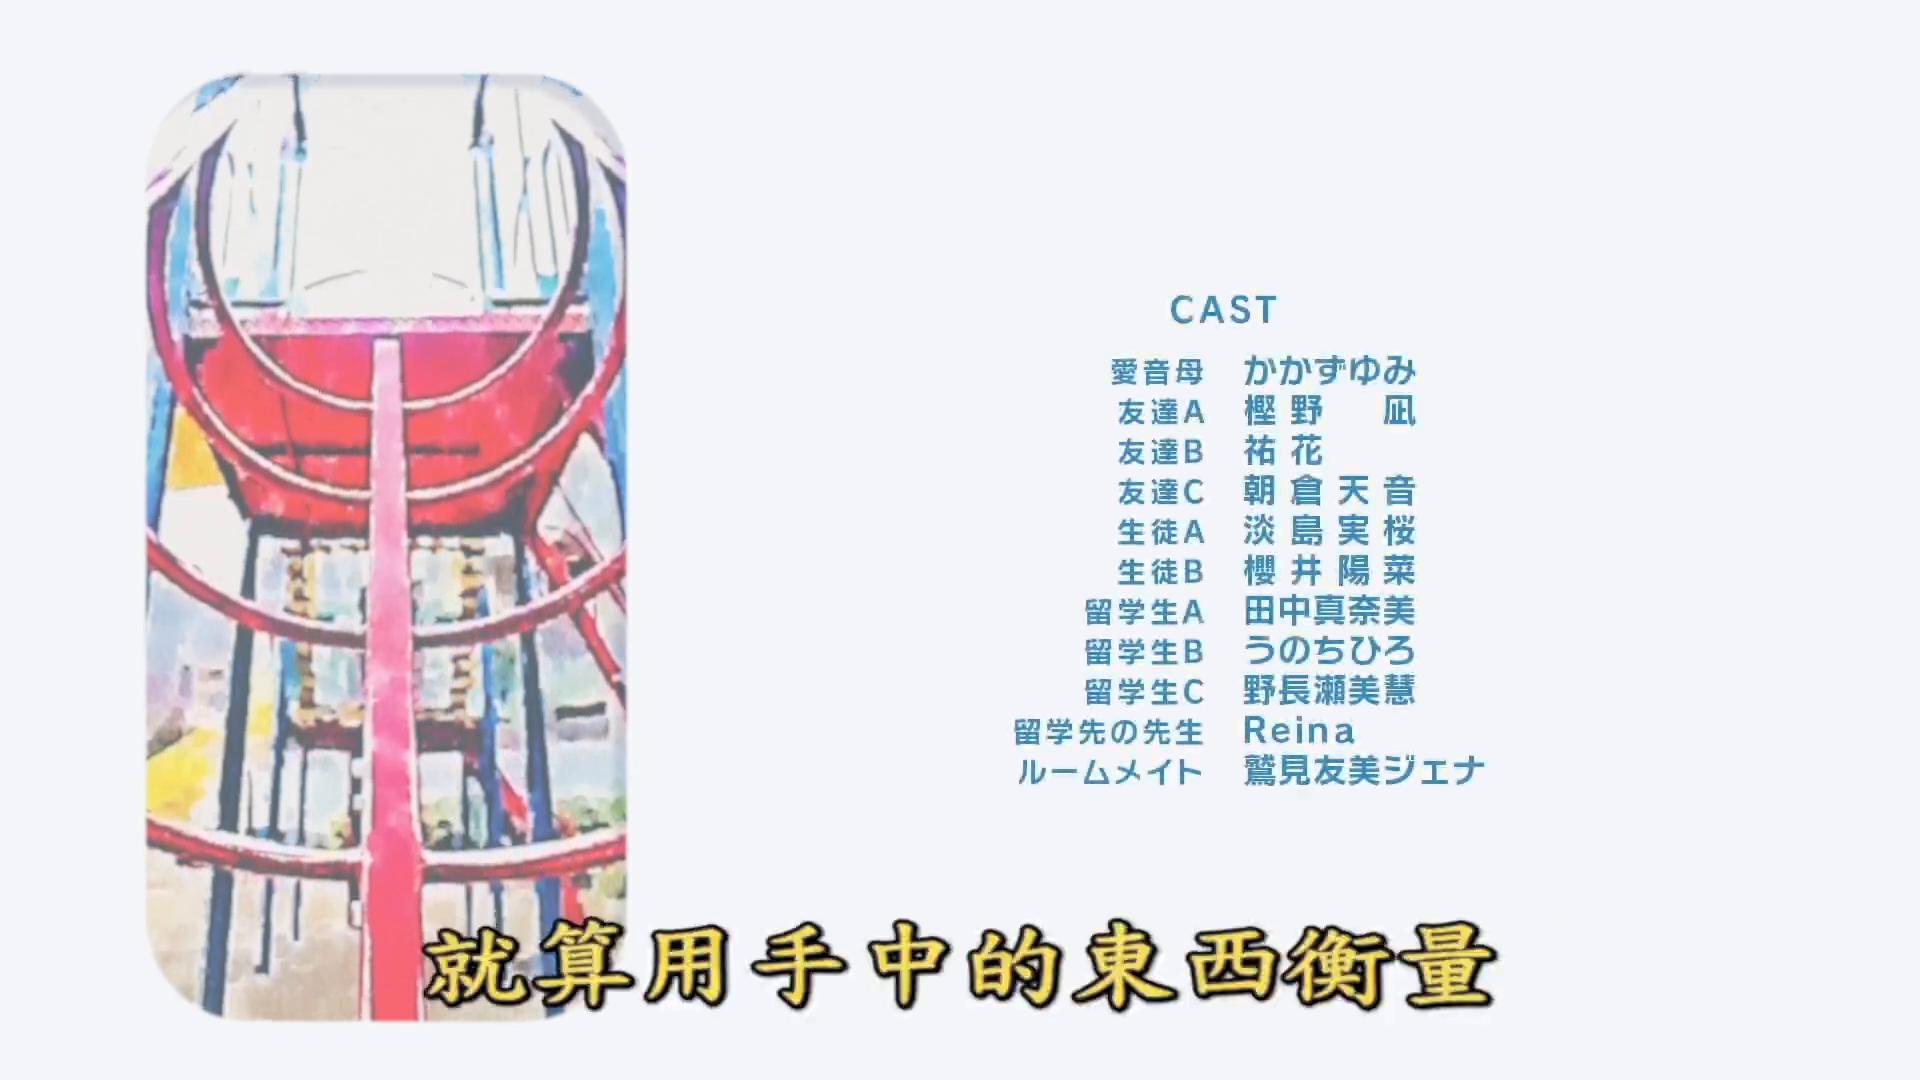 CAST
愛音母 かかずゆみ
友達A 樫野 凪
友達B 祐花
友達C 朝倉天音
生徒A 淡島実桜
生徒B 櫻井陽菜
留学生A 田中真奈美
留学生B うのちひろ
留学生C 野長瀬美慧
留学先の先生 Reina
ルームメイト 鷲見友美ジェナ
就算用手中的東西衡量